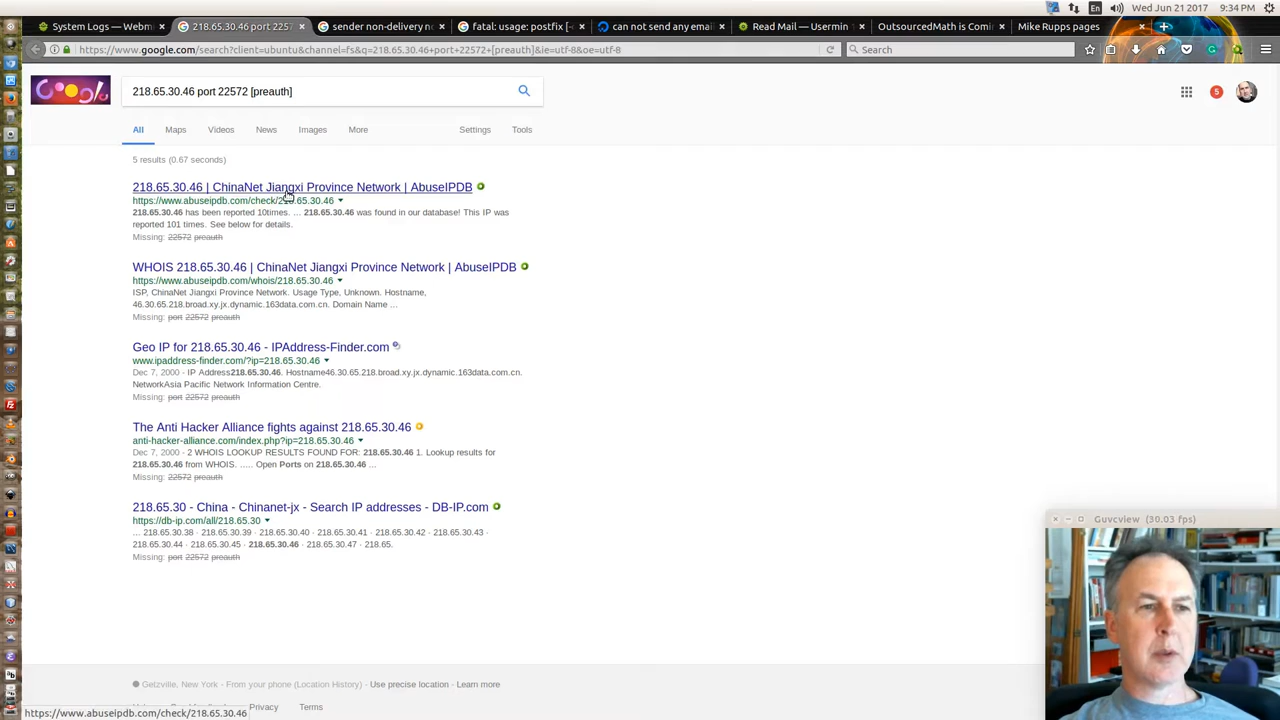 System Logs — Webm
218.65.30.46 port 2257
sender non-delivery no
fatal: usage: postfix [-
can not send any email
Read Mail — Usermin
OutsourcedMath is Comin
Mike Rupps pages
En
Wed Jun 21 2017
9:34 PM
https://www.google.com/search?client=ubuntu&channel=fs&q=218.65.30.46+port+22572+[preauth]&ie=utf-8&oe=utf-8
Search
218.65.30.46 port 22572 [preauth]
5
All
Maps
Videos
News
Images
More
Settings
Tools
5 results (0.67 seconds)
218.65.30.46 | ChinaNet Jiangxi Province Network | AbuseIPDB
https://www.abuseipdb.com/check/218.65.30.46
218.65.30.46 has been reported 10times. ... 218.65.30.46 was found in our database! This IP was
reported 101 times. See below for details.
Missing: 22572 preauth
WHOIS 218.65.30.46 | ChinaNet Jiangxi Province Network | AbuseIPDB
https://www.abuseipdb.com/whois/218.65.30.46
ISP, ChinaNet Jiangxi Province Network. Usage Type, Unknown. Hostname,
46.30.65.218.broad.xy.jx.dynamic.163data.com.cn. Domain Name ...
Missing: port 22572 preauth
Geo IP for 218.65.30.46 - IPAddress-Finder.com
www.ipaddress-finder.com/?ip=218.65.30.46
Dec 7, 2000 - IP Address218.65.30.46. Hostname46.30.65.218.broad.xy.jx.dynamic.163data.com.cn.
NetworkAsia Pacific Network Information Centre.
Missing: port 22572 preauth
The Anti Hacker Alliance fights against 218.65.30.46
anti-hacker-alliance.com/index.php?ip=218.65.30.46
Dec 7, 2000 - 2 WHOIS LOOKUP RESULTS FOUND FOR: 218.65.30.46 1. Lookup results for
218.65.30.46 from WHOIS. ..... Open Ports on 218.65.30.46 ...
Missing: 22572 preauth
218.65.30 - China - Chinanet-jx - Search IP addresses - DB-IP.com
https://db-ip.com/all/218.65.30
... 218.65.30.38 · 218.65.30.39 · 218.65.30.40 · 218.65.30.41 · 218.65.30.42 · 218.65.30.43 ·
218.65.30.44 · 218.65.30.45 · 218.65.30.46 · 218.65.30.47 · 218.65.
Missing: port 22572 preauth
Guvcview (30.03 fps)
Getzville, New York - From your phone (Location History) - Use precise location - Learn more
Privacy
Terms
https://www.abuseipdb.com/check/218.65.30.46